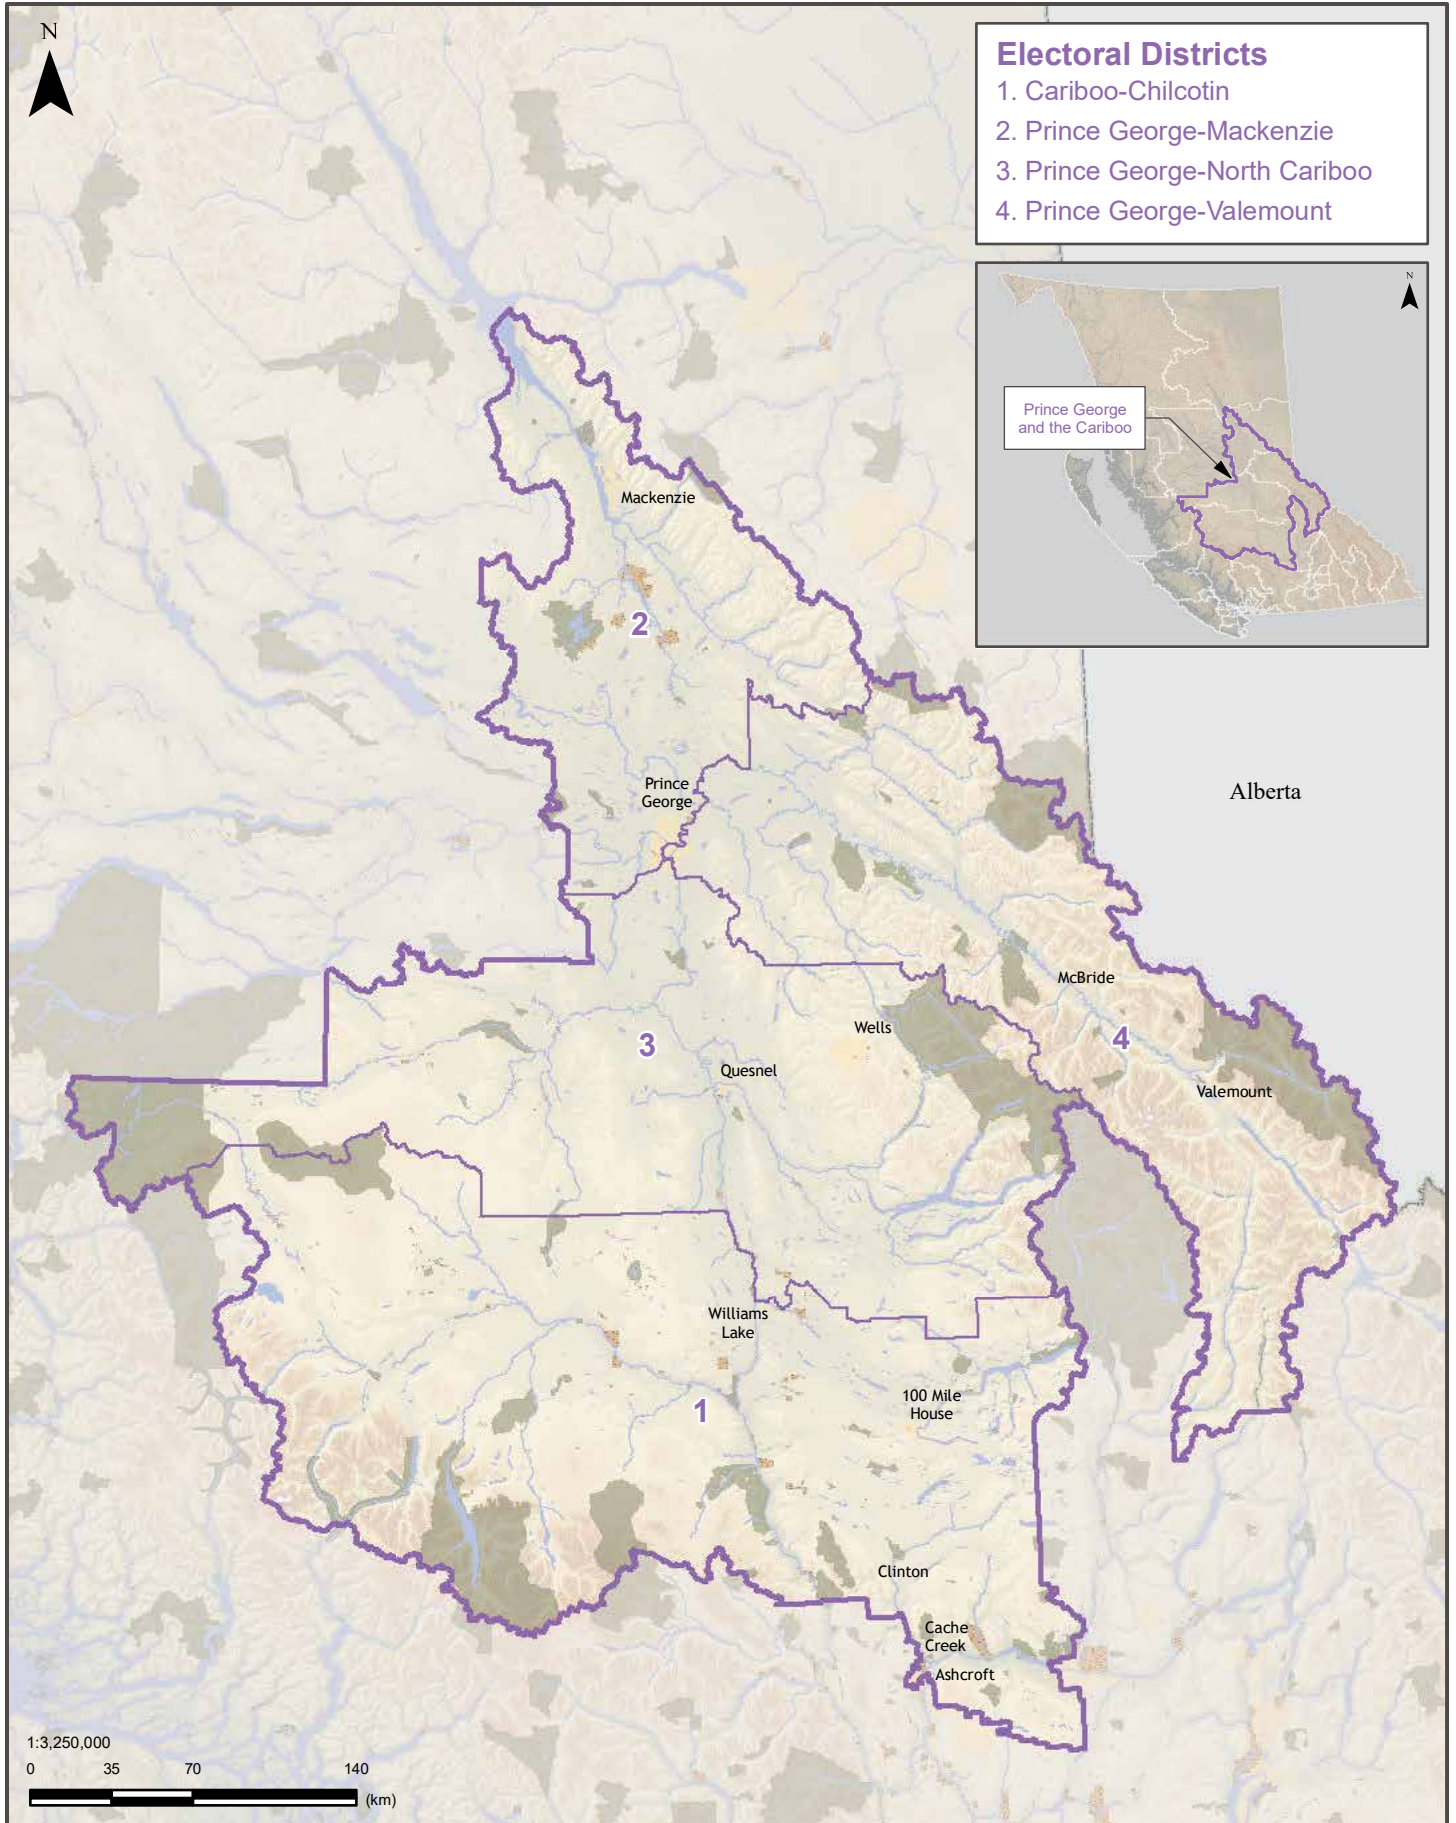 N
Electoral Districts
1. Cariboo-Chilcotin
2. Prince George-Mackenzie
3. Prince George-North Cariboo
4. Prince George-Valemount
N
Prince George
and the Cariboo
Mackenzie
2
Prince
George
Alberta
McBride
Wells
4
3
Quesnel
Valemount
Williams
Lake
100 Mile
House
1
Clinton
Cache
Creek
Ashcroft
1:3,250,000
0 35 70 140
(km)